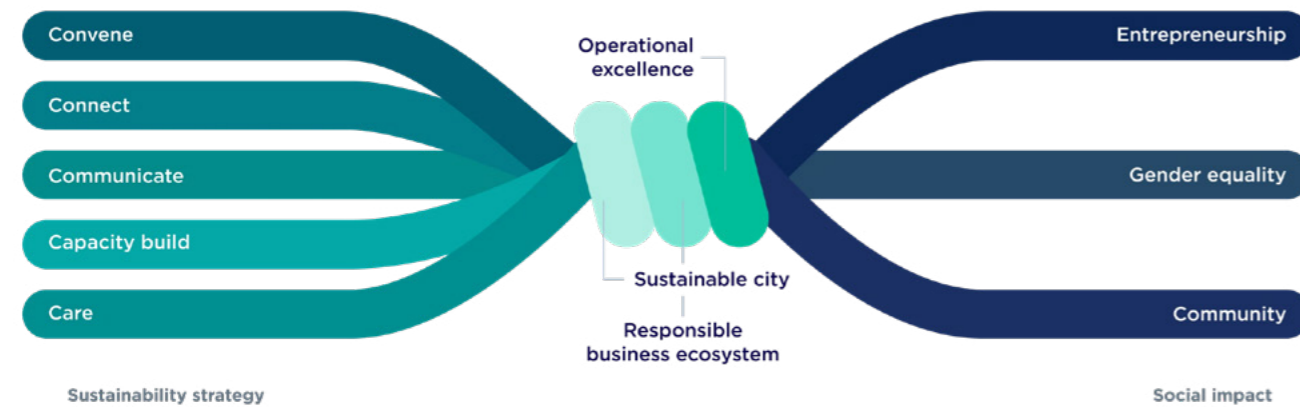 Convene
Connect
Communicate
Capacity build
Care
Sustainability strategy
Operational
excellence
Sustainable city
Responsible
business ecosystem
Entrepreneurship
Gender equality
Community
Social impact